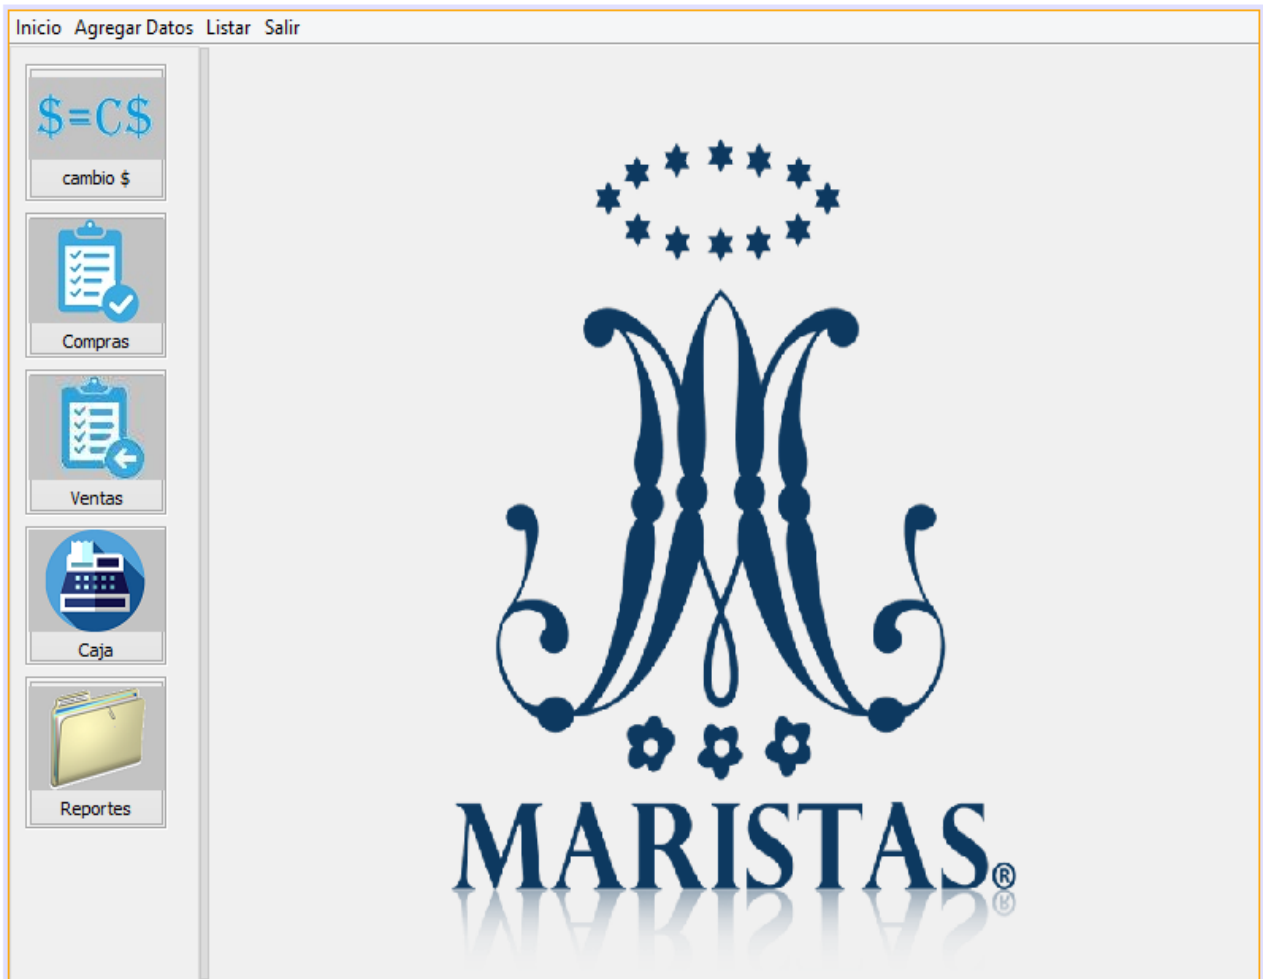 Inicio Agregar Datos Listar Salir
$=C$
cambio $
Compras
Ventas
Caja
Reportes
MARISTAS®